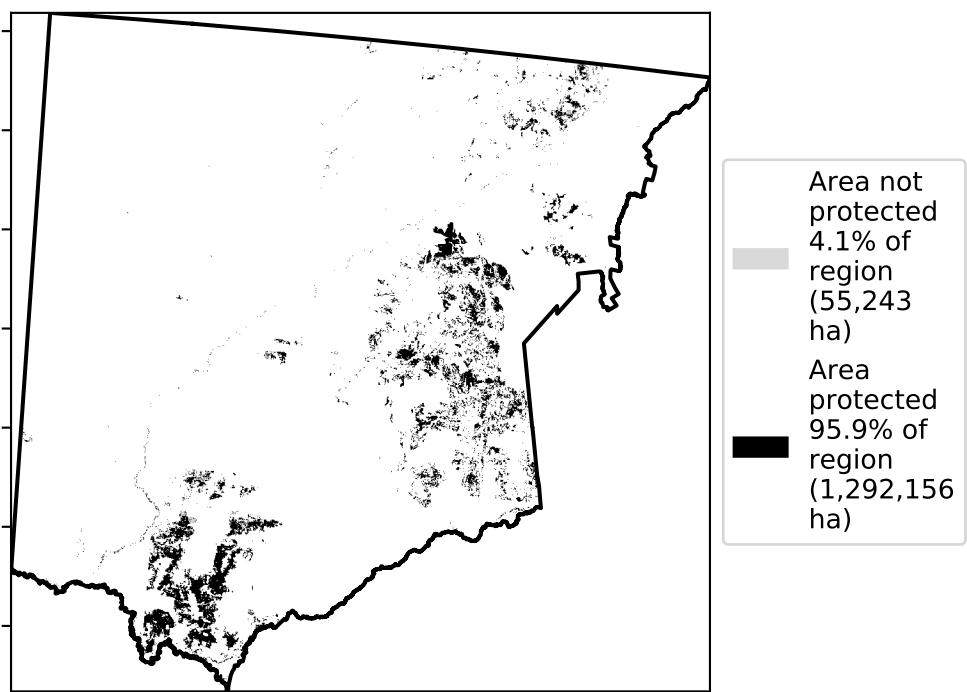 Area not
protected
4.1% of
region
(55,243
ha)
Area
protected
95.9% of
region
(1,292,156
ha)